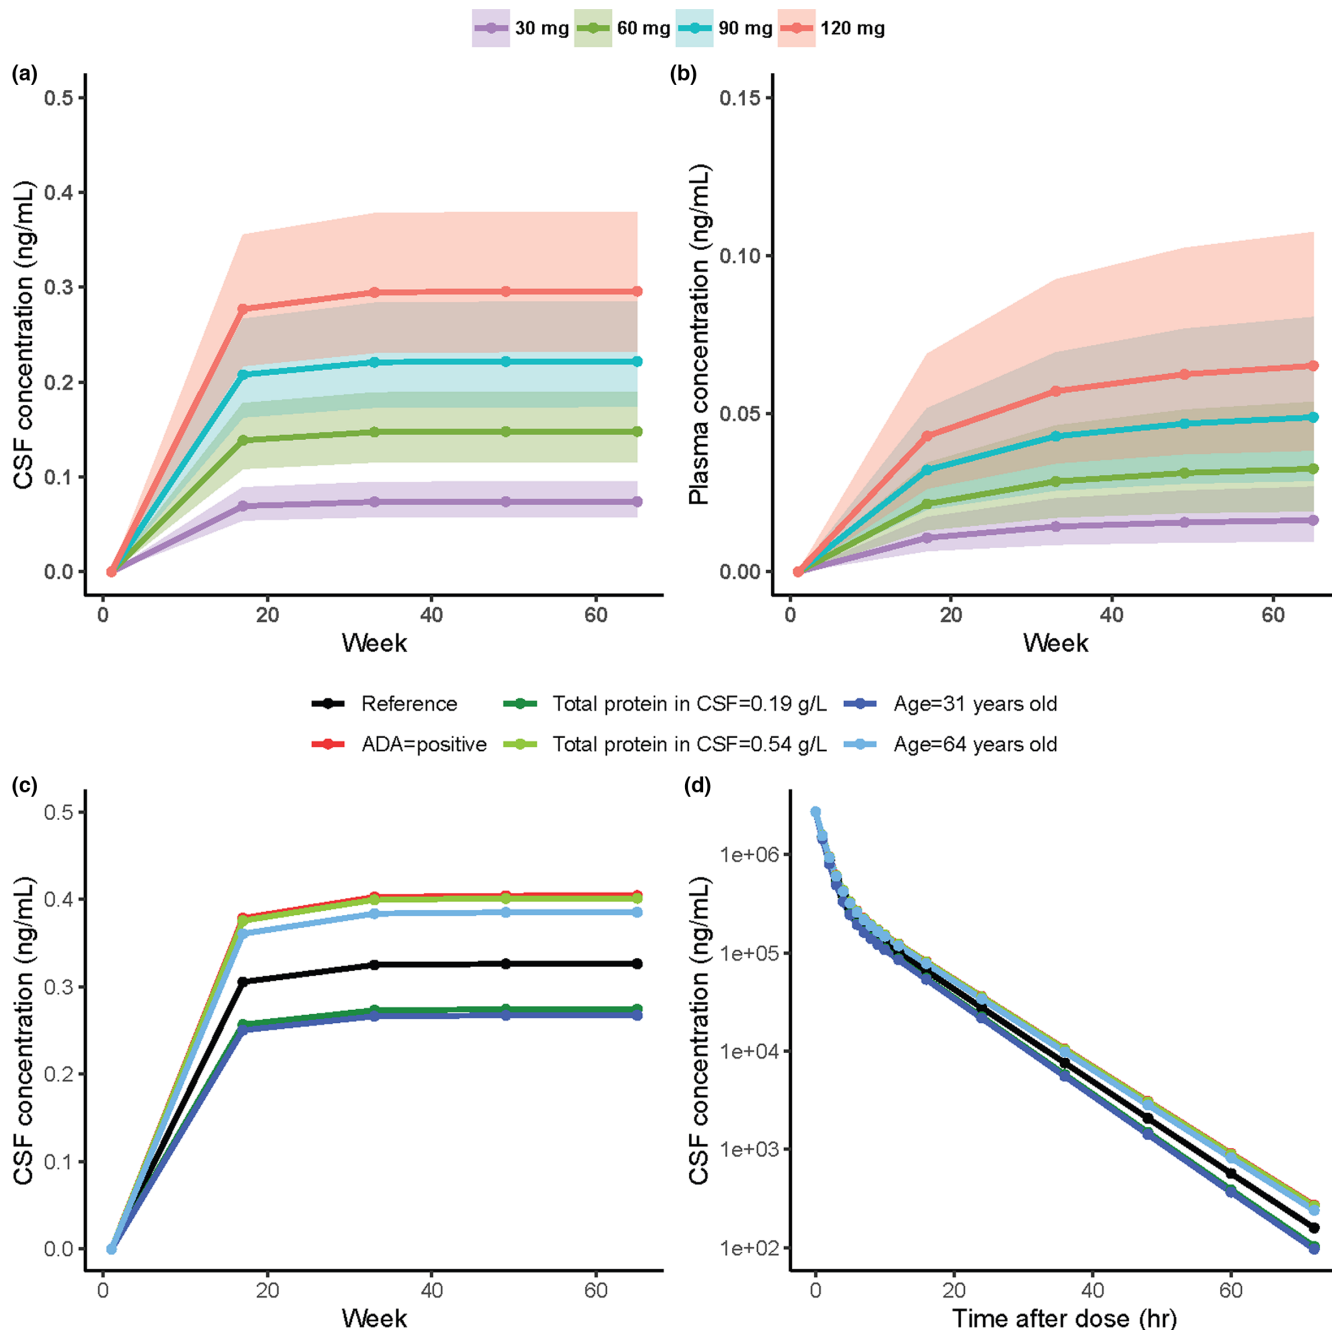 30 mg 60 mg 90 mg 120 mg
(a)
0.5
0.4
0.3
0.2
0.1
0.0
CSF concentration (ng/mL)
0 20 40 60
Week
(b)
0.15
0.10
0.05
0.00
Plasma concentration (ng/mL)
0 20 40 60
Week
Reference Total protein in CSF=0.19 g/L Age=31 years old
ADA=positive Total protein in CSF=0.54 g/L Age=64 years old
(c)
0.5
0.4
0.3
0.2
0.1
0.0
CSF concentration (ng/mL)
0 20 40 60
Week
(d)
1e+06
1e+05
1e+04
1e+03
1e+02
CSF concentration (ng/mL)
0 20 40 60
Time after dose (hr)